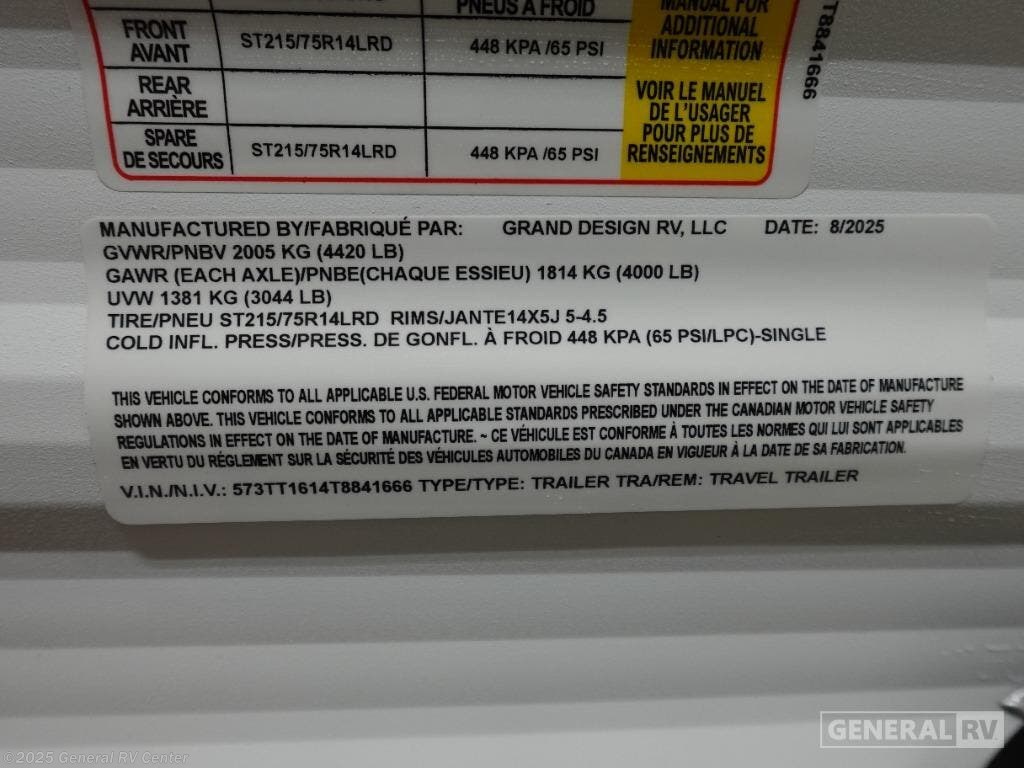 PNEUS À FROID
MANUAL FOR
ADDITIONAL
INFORMATION
FRONT
AVANT
ST215/75R14LRD
448 KPA /65 PSI
REAR
ARRIÈRE
VOIR LE MANUEL
DE L'USAGER
POUR PLUS DE
RENSEIGNEMENTS
SPARE
DE SECOURS
ST215/75R14LRD
448 KPA /65 PSI
T8841666
MANUFACTURED BY/FABRIQUÉ PAR: GRAND DESIGN RV, LLC DATE: 8/2025
GVWR/PNBV 2005 KG (4420 LB)
GAWR (EACH AXLE)/PNBE(CHAQUE ESSIEU) 1814 KG (4000 LB)
UVW 1381 KG (3044 LB)
TIRE/PNEU ST215/75R14LRD RIMS/JANTE14X5J 5-4.5
COLD INFL. PRESS/PRESS. DE GONFL. À FROID 448 KPA (65 PSI/LPC)-SINGLE
THIS VEHICLE CONFORMS TO ALL APPLICABLE U.S. FEDERAL MOTOR VEHICLE SAFETY STANDARDS IN EFFECT ON THE DATE OF MANUFACTURE
SHOWN ABOVE. THIS VEHICLE CONFORMS TO ALL APPLICABLE STANDARDS PRESCRIBED UNDER THE CANADIAN MOTOR VEHICLE SAFETY
REGULATIONS IN EFFECT ON THE DATE OF MANUFACTURE. ~ CE VÉHICULE EST CONFORME À TOUTES LES NORMES QUI LUI SONT APPLICABLES
EN VERTU DU RÉGLEMENT SUR LA SÉCURITÉ DES VÉHICULES AUTOMOBILES DU CANADA EN VIGUEUR À LA DATE DE SA FABRICATION.
V.I.N./N.I.V.: 573TT1614T8841666 TYPE/TYPE: TRAILER TRA/REM: TRAVEL TRAILER
GENERAL RV
©2025 General RV Center